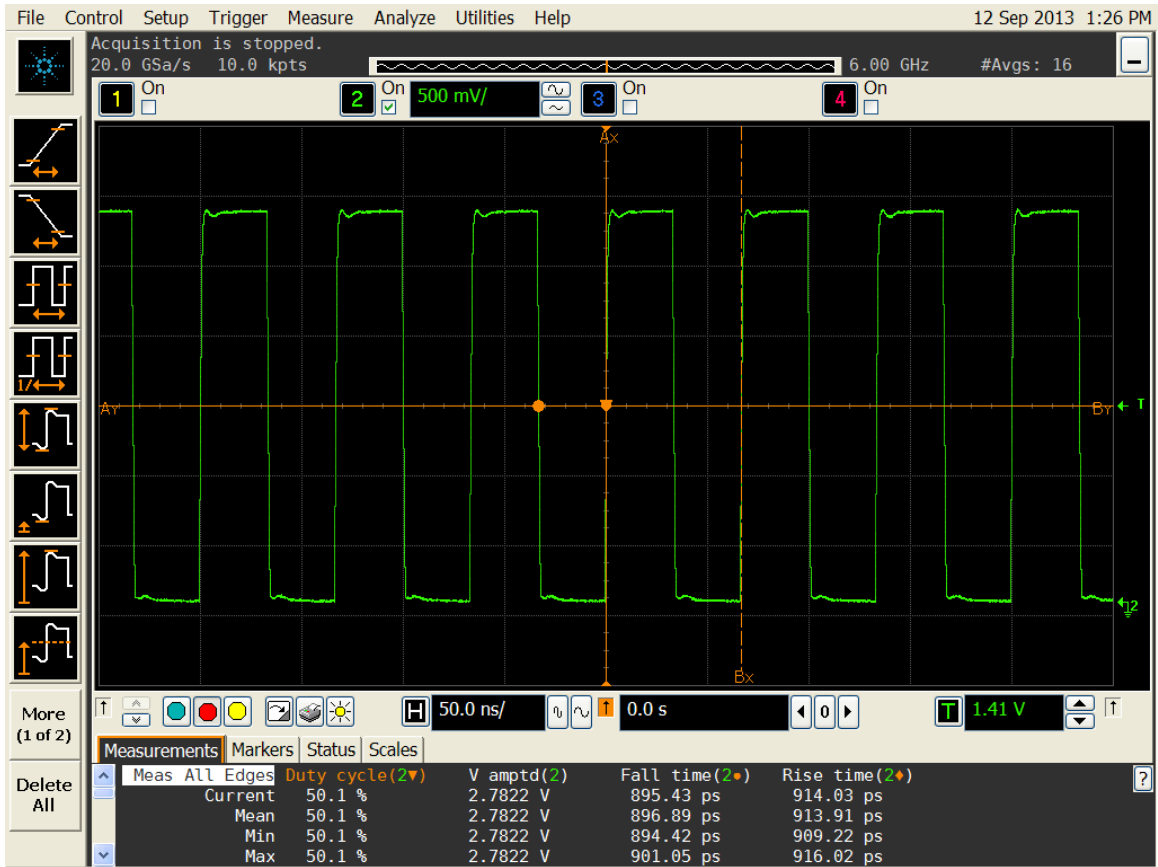 File Control Setup Trigger Measure Analyze Utilities Help 12 Sep 2013 1:26 PM
Acquisition is stopped.
20.0 GSa/s 10.0 kpts 6.00 GHz #Avgs: 16
1 On 2 On 500 mV/ 3 On 4 On
Ax
1/
Ay By T
2
Bx
More
(1 of 2)
Delete
All
H 50.0 ns/ 0.0 s 0 T 1.41 V
Measurements Markers Status Scales
Meas All Edges Duty cycle(2▼) V amptd(2) Fall time(2●) Rise time(2♦) ?
Current 50.1 % 2.7822 V 895.43 ps 914.03 ps
Mean 50.1 % 2.7822 V 896.89 ps 913.91 ps
Min 50.1 % 2.7822 V 894.42 ps 909.22 ps
Max 50.1 % 2.7822 V 901.05 ps 916.02 ps